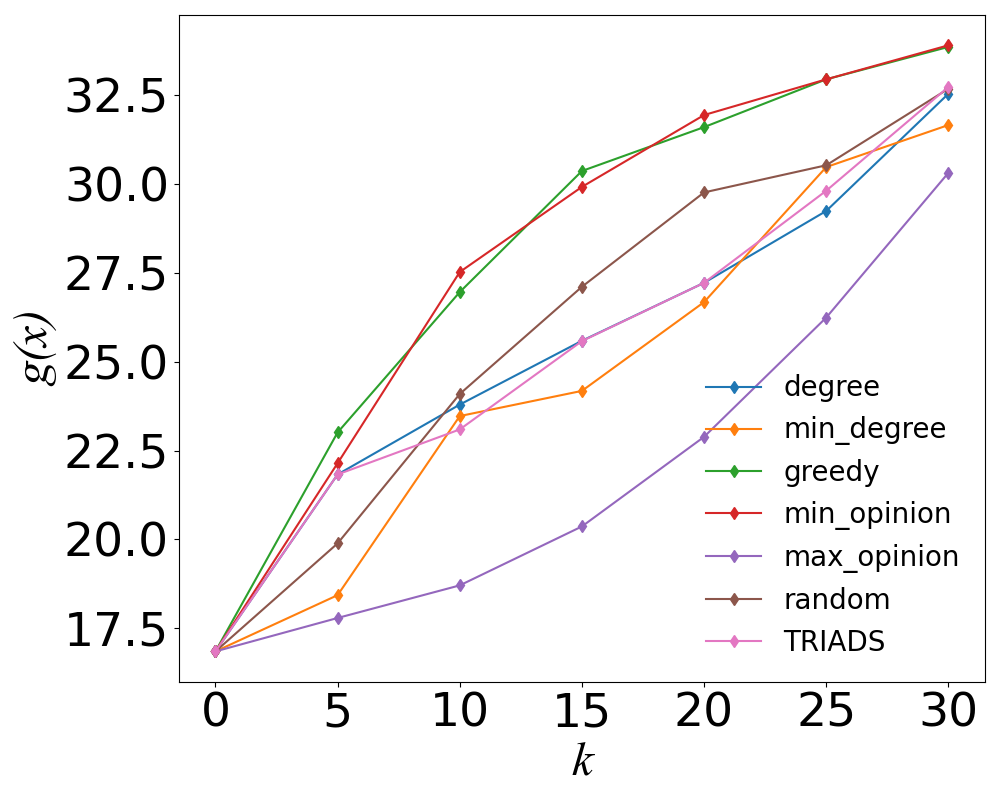 32.5
30.0
27.5
25.0
22.5
20.0
17.5
g(x)
0 5 10 15 20 25 30
k
degree
min_degree
greedy
min_opinion
max_opinion
random
TRIADS